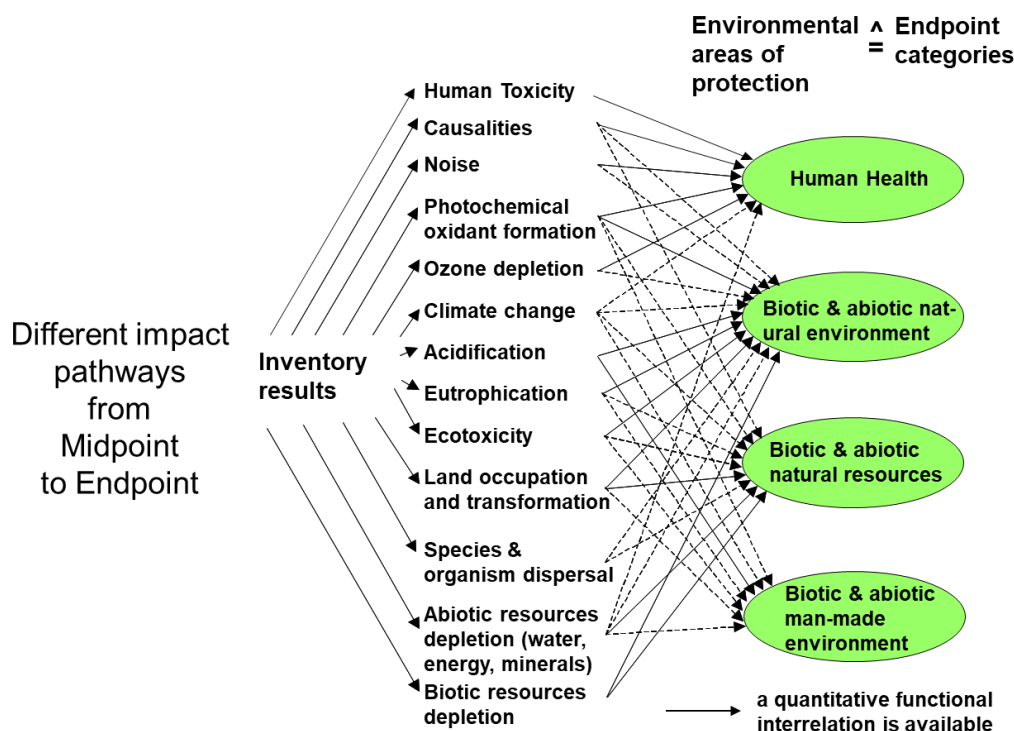 Environmental ^ Endpoint
areas of = categories
protection
Different impact
pathways
from
Midpoint
to Endpoint
Inventory
results
Human Toxicity
Causalities
Noise
Photochemical
oxidant formation
Ozone depletion
Climate change
Acidification
Eutrophication
Ecotoxicity
Land occupation
and transformation
Species &
organism dispersal
Abiotic resources
depletion (water,
energy, minerals)
Biotic resources
depletion
Human Health
Biotic & abiotic nat-
ural environment
Biotic & abiotic
natural resources
Biotic & abiotic
man-made
environment
a quantitative functional
interrelation is available